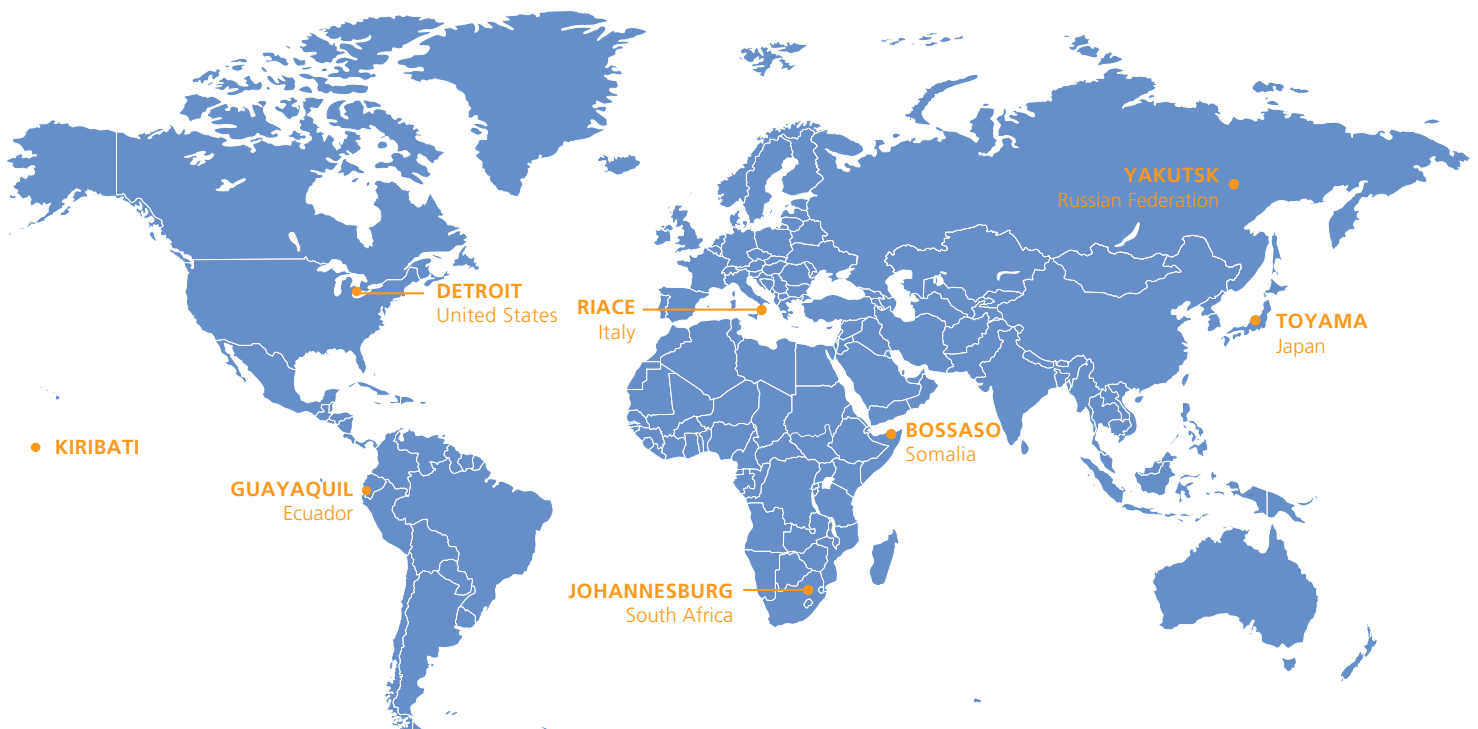 YAKUTSK
Russian Federation
DETROIT
United States
RIACE
Italy
TOYAMA
Japan
KIRIBATI
BOSSASO
Somalia
GUAYAQUIL
Ecuador
JOHANNESBURG
South Africa